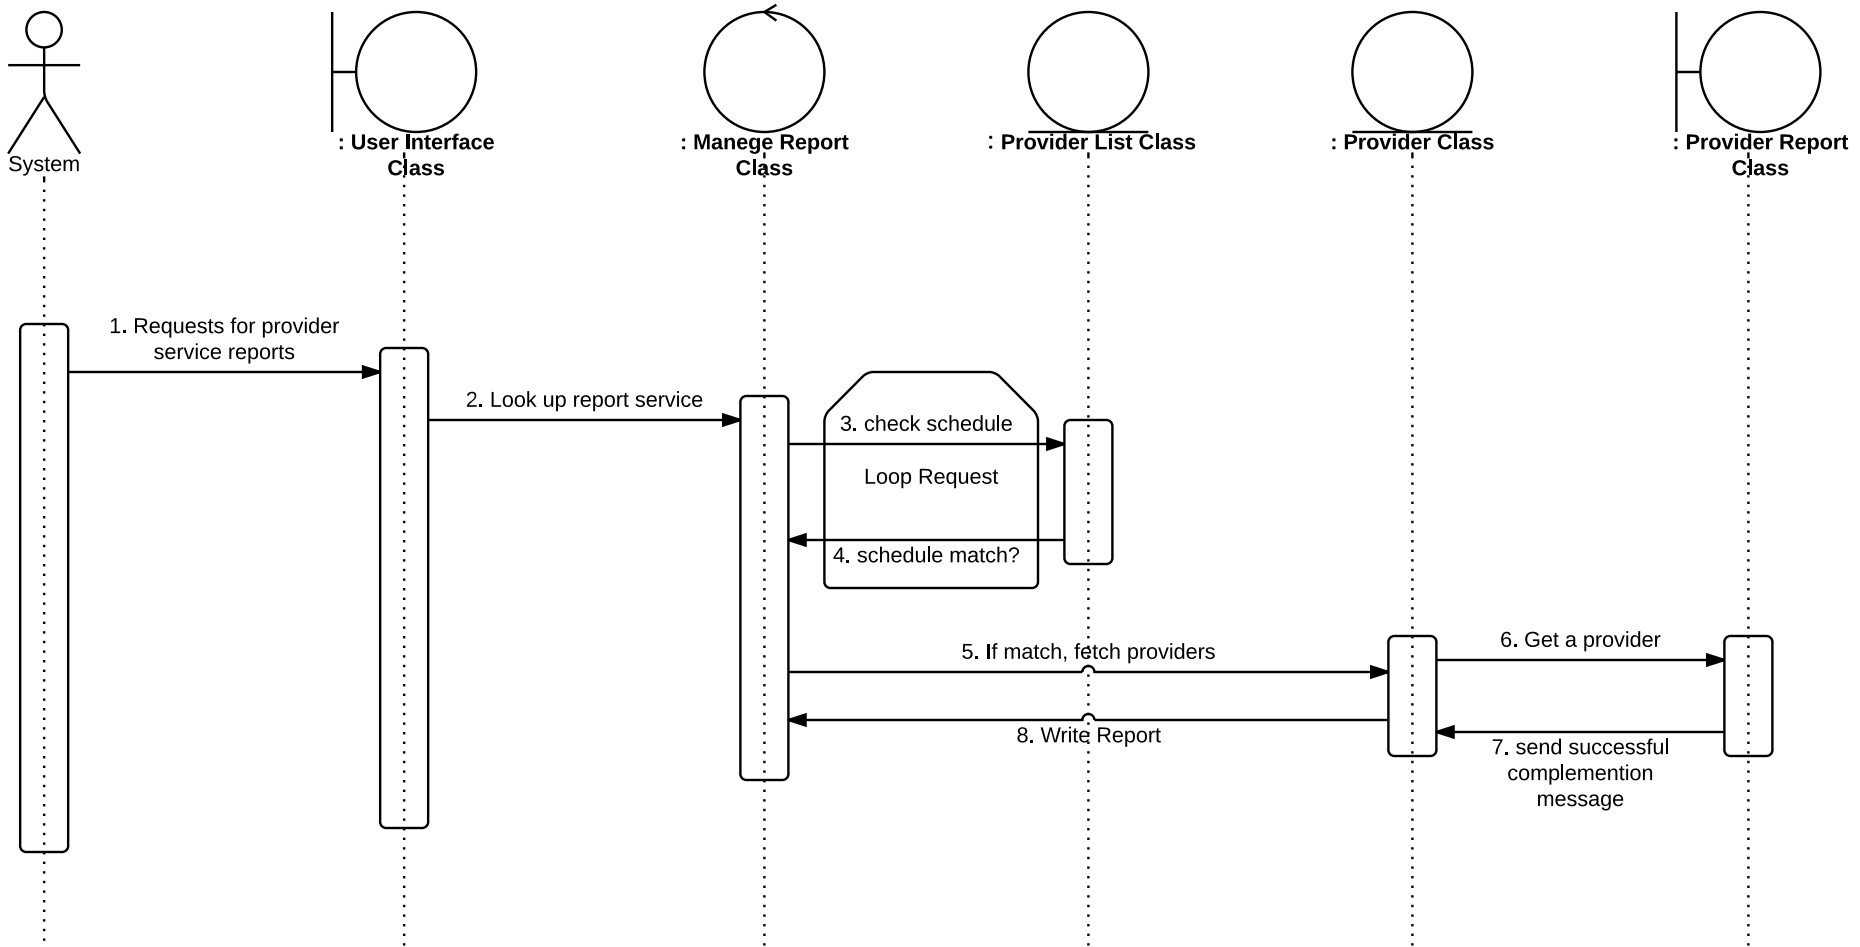 System
: User Interface
Class
: Manege Report
Class
: Provider List Class
: Provider Class
: Provider Report
Class
1. Requests for provider
service reports
2. Look up report service
3. check schedule
Loop Request
4. schedule match?
5. If match, fetch providers
6. Get a provider
8. Write Report
7. send successful
complemention
message